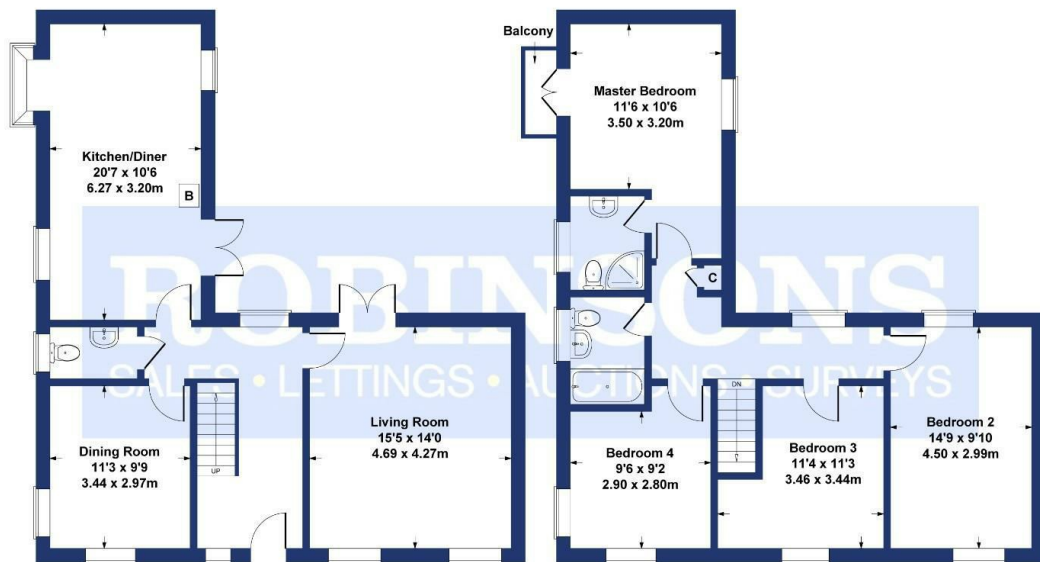 Balcony
Master Bedroom
11'6 x 10'6
3.50 x 3.20m
Kitchen/Diner
20'7 x 10'6
6.27 x 3.20m
B
C
ROBINSONS
SALES • LETTINGS • AUCTIONS • SURVEYS
Dining Room
11'3 x 9'9
3.44 x 2.97m
UP
Living Room
15'5 x 14'0
4.69 x 4.27m
DN
Bedroom 4
9'6 x 9'2
2.90 x 2.80m
Bedroom 3
11'4 x 11'3
3.46 x 3.44m
Bedroom 2
14'9 x 9'10
4.50 x 2.99m